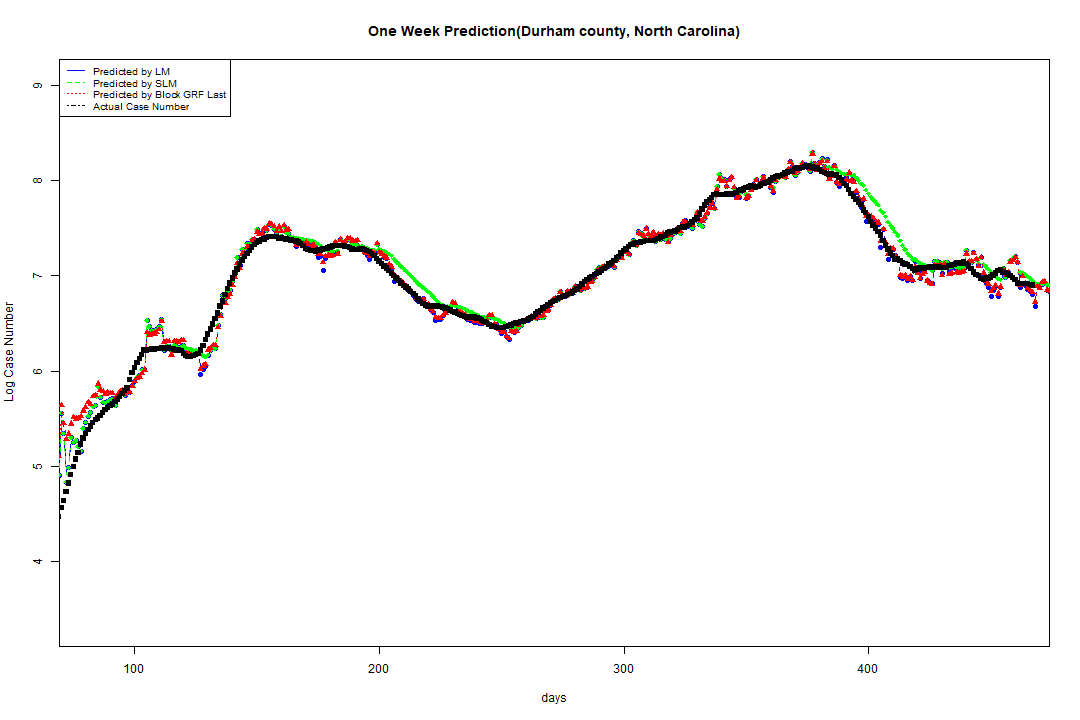 One Week Prediction(Durham county, North Carolina)
Predicted by LM
Predicted by SLM
Predicted by Block GRF Last
Actual Case Number
9
8
7
6
5
4
Log Case Number
100 200 300 400
days